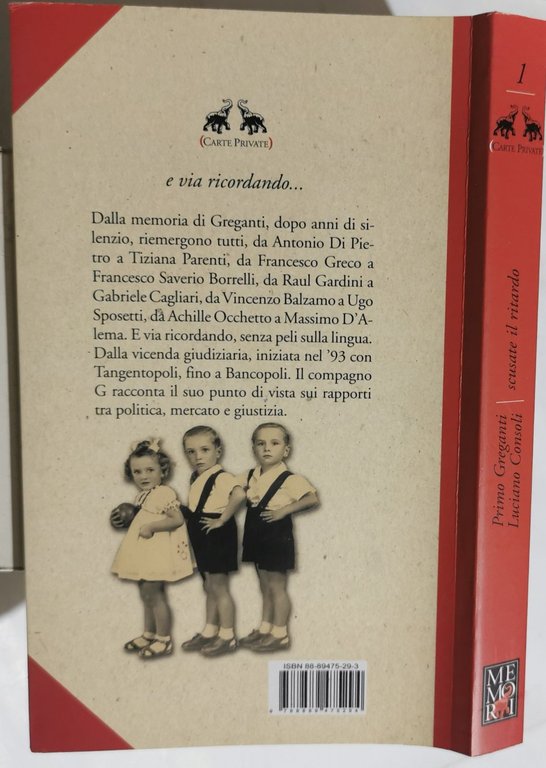 (CARTE PRIVATE)
e via ricordando...
Dalla memoria di Greganti, dopo anni di si-
lenzio, riemergono tutti, da Antonio Di Pie-
tro a Tiziana Parenti, da Francesco Greco a
Francesco Saverio Borrelli, da Raul Gardini a
Gabriele Cagliari, da Vincenzo Balzamo a Ugo
Sposetti, da Achille Occhetto a Massimo D'A-
lema. E via ricordando, senza peli sulla lingua.
Dalla vicenda giudiziaria, iniziata nel '93 con
Tangentopoli, fino a Bancopoli. Il compagno
G racconta il suo punto di vista sui rapporti
tra politica, mercato e giustizia.
ISBN 88-89475-29-3
1
(CARTE PRIVATE)
scusate il ritardo
Primo Greganti
Luciano Consoli
ME
MO
RI